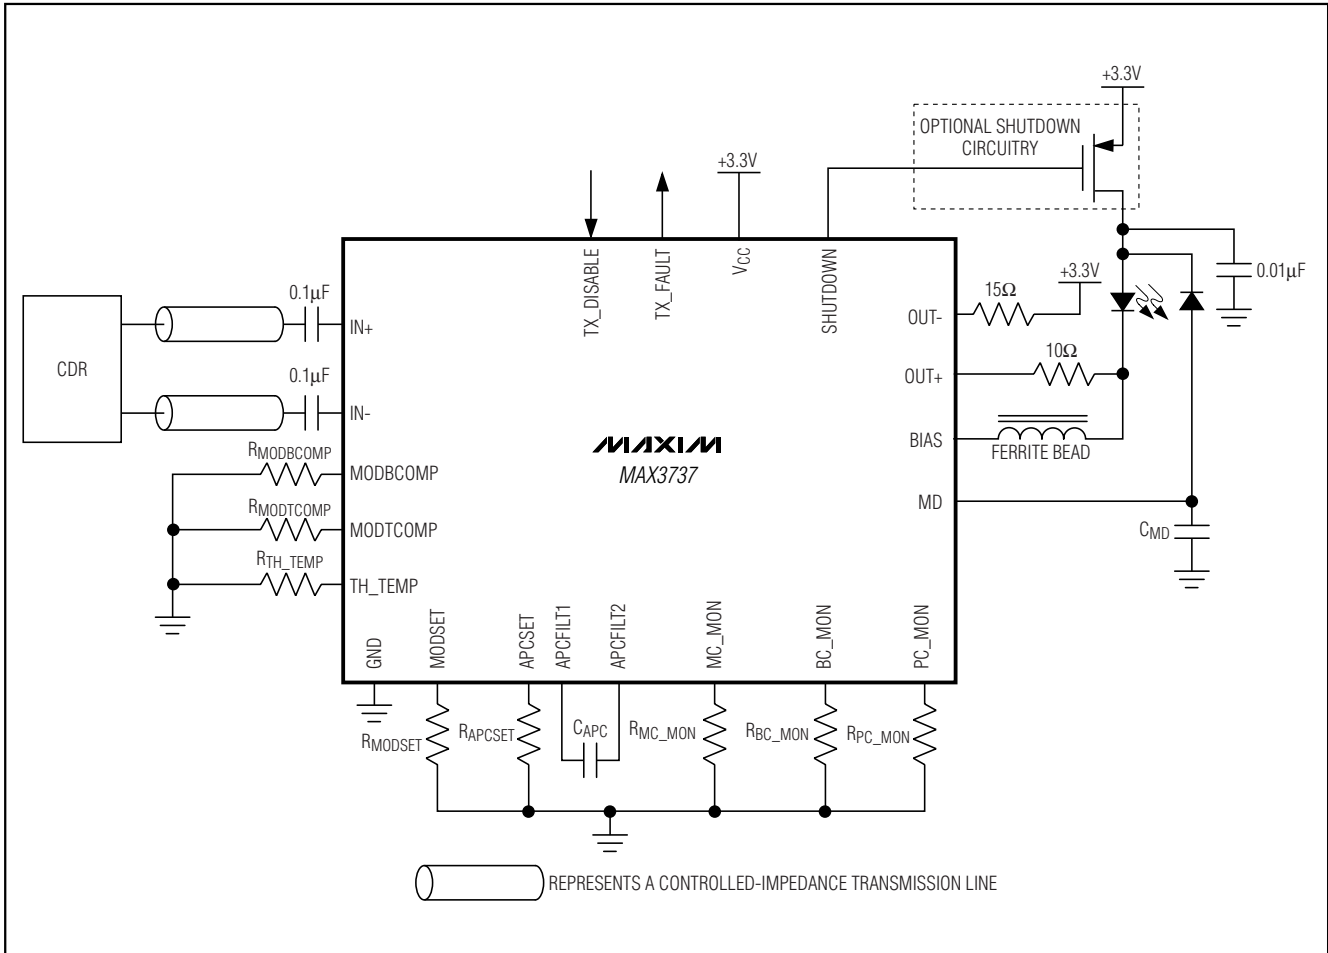 +3.3V
OPTIONAL SHUTDOWN
CIRCUITRY
+3.3V
TX_DISABLE
TX_FAULT
VCC
SHUTDOWN
0.01μF
+3.3V
15Ω
OUT-
10Ω
OUT+
BIAS
FERRITE BEAD
MD
CMD
CDR
0.1μF
IN+
0.1μF
IN-
RMODBCOMP
MODBCOMP
RMODTCOMP
MODTCOMP
RTH_TEMP
TH_TEMP
MAXIM
MAX3737
GND
MODSET
APCSET
APCFILT1
APCFILT2
MC_MON
BC_MON
PC_MON
RMODSET
RAPCSET
CAPC
RMC_MON
RBC_MON
RPC_MON
REPRESENTS A CONTROLLED-IMPEDANCE TRANSMISSION LINE